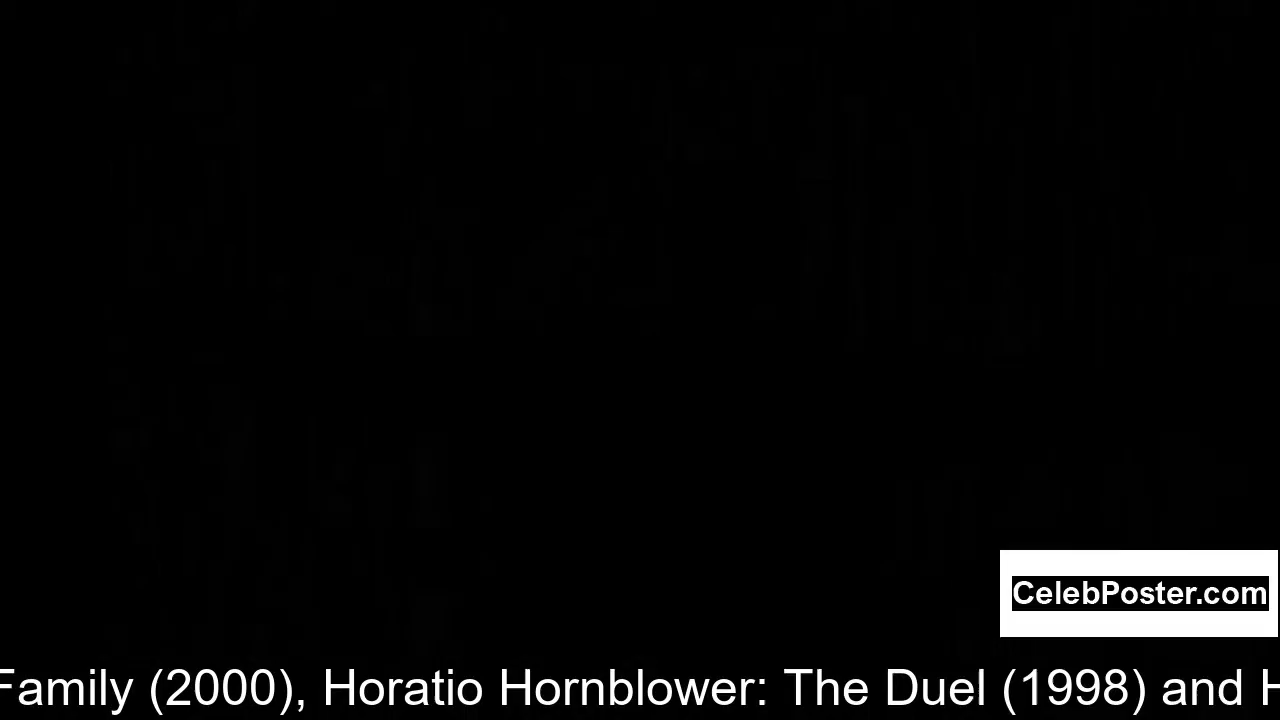 CelebPoster.com
Family (2000), Horatio Hornblower: The Duel (1998) and H